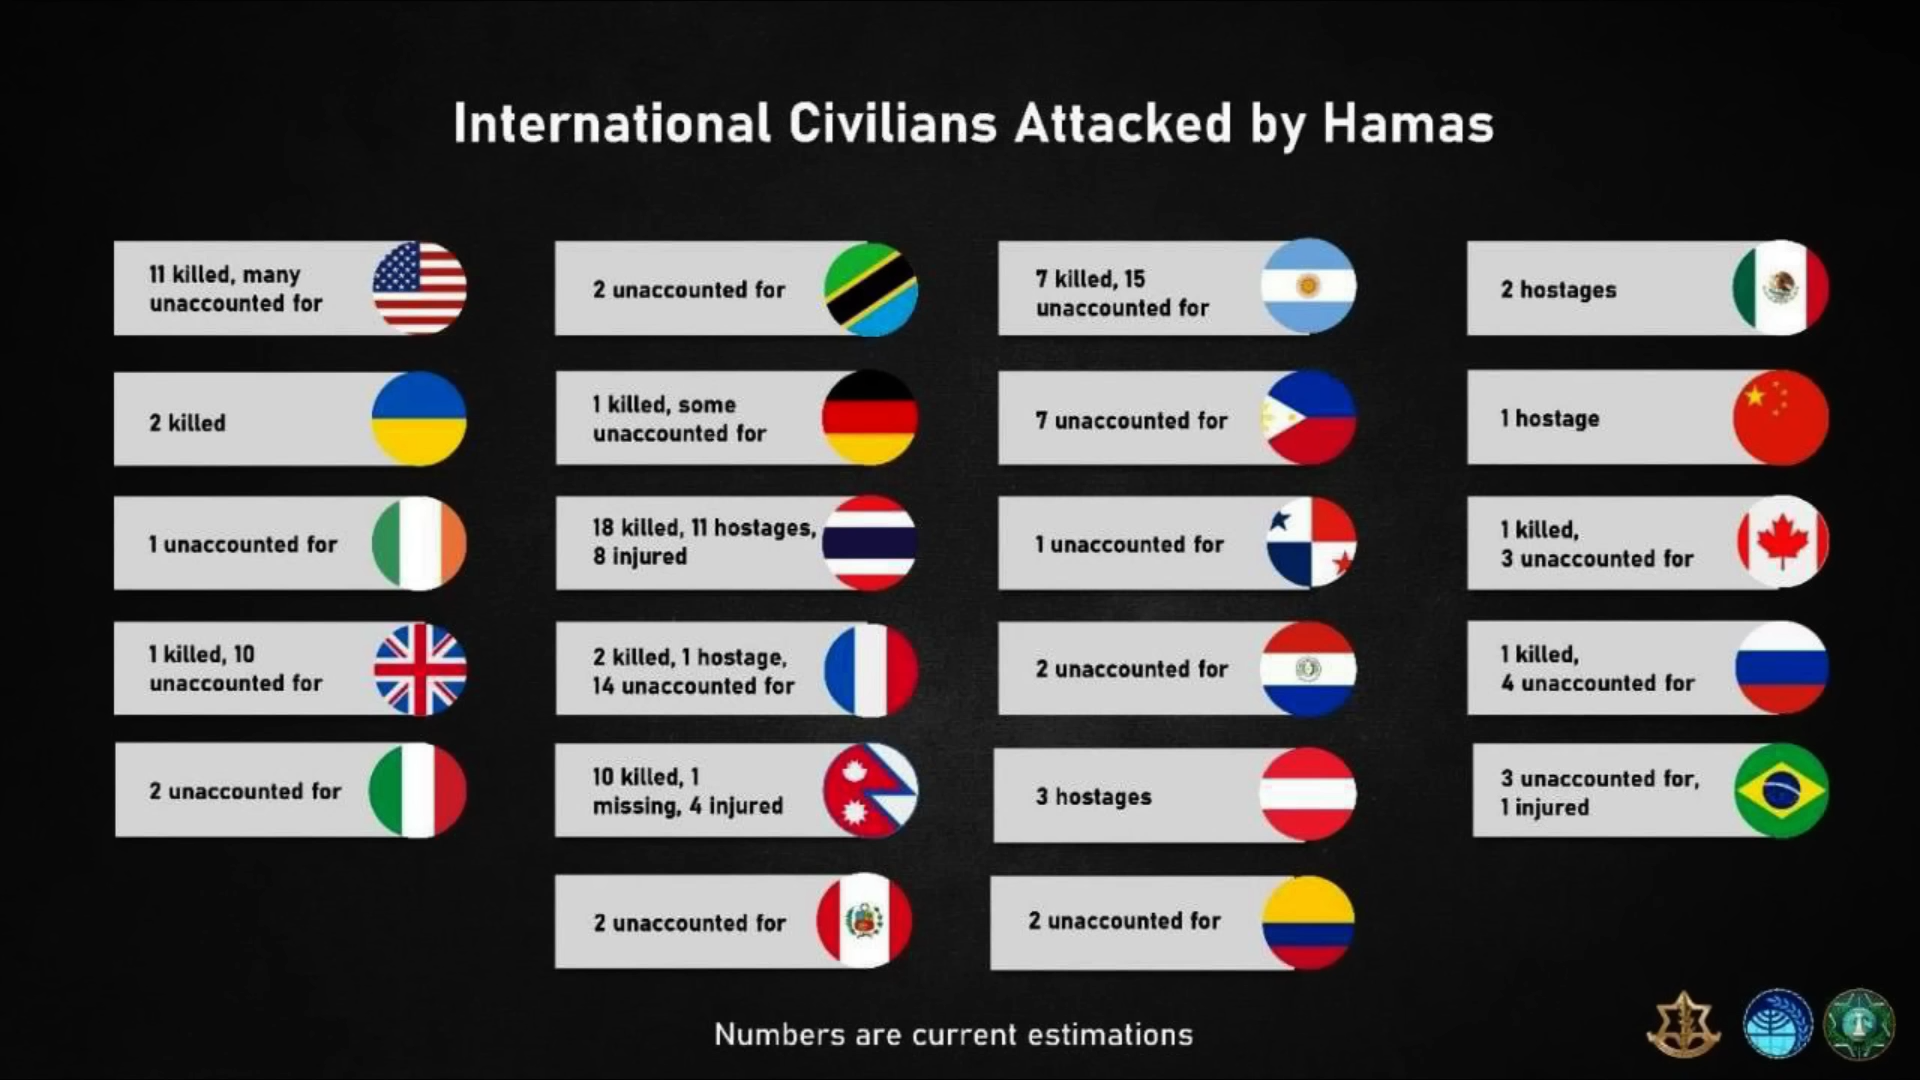 International Civilians Attacked by Hamas
11 killed, many
unaccounted for
2 unaccounted for
7 killed, 15
unaccounted for
2 hostages
2 killed
1 killed, some
unaccounted for
7 unaccounted for
1 hostage
1 unaccounted for
18 killed, 11 hostages,
8 injured
1 unaccounted for
1 killed,
3 unaccounted for
1 killed, 10
unaccounted for
2 killed, 1 hostage,
14 unaccounted for
2 unaccounted for
1 killed,
4 unaccounted for
2 unaccounted for
10 killed, 1
missing, 4 injured
3 hostages
3 unaccounted for,
1 injured
2 unaccounted for
2 unaccounted for
Numbers are current estimations